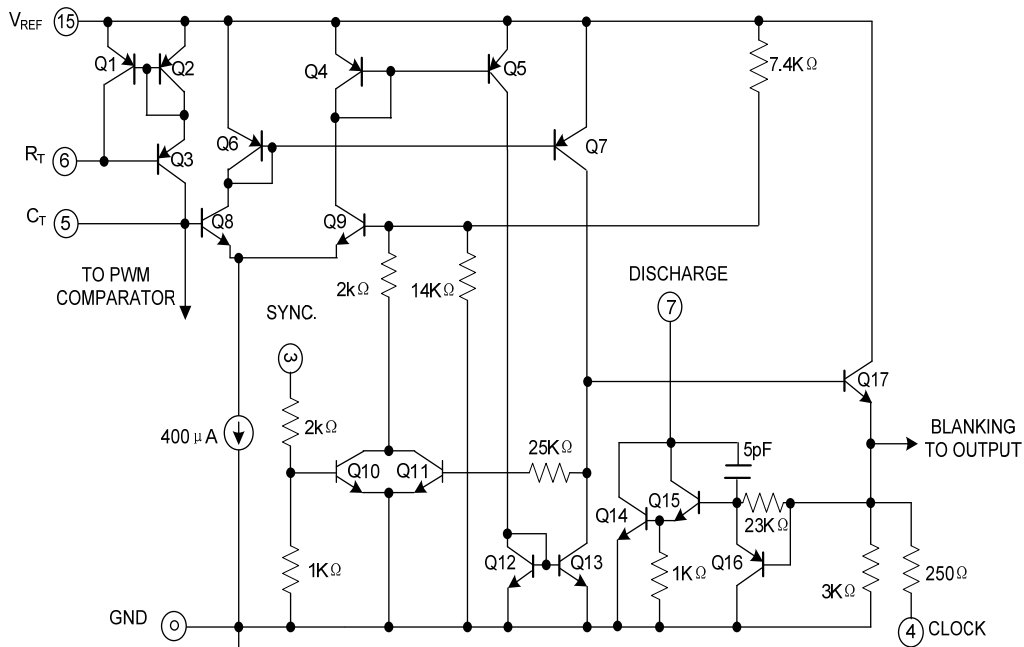 VREF 15
Q1
Q2
Q4
Q5
7.4KΩ
Q6
Q7
RT 6
Q3
CT 5
Q8
Q9
TO PWM
COMPARATOR
2kΩ
14KΩ
DISCHARGE
7
SYNC.
3
Q17
400μA
2kΩ
BLANKING
TO OUTPUT
Q10
Q11
25KΩ
5pF
Q14
Q15
23KΩ
Q12
Q13
Q16
1KΩ
1KΩ
3KΩ
250Ω
GND 0
4 CLOCK